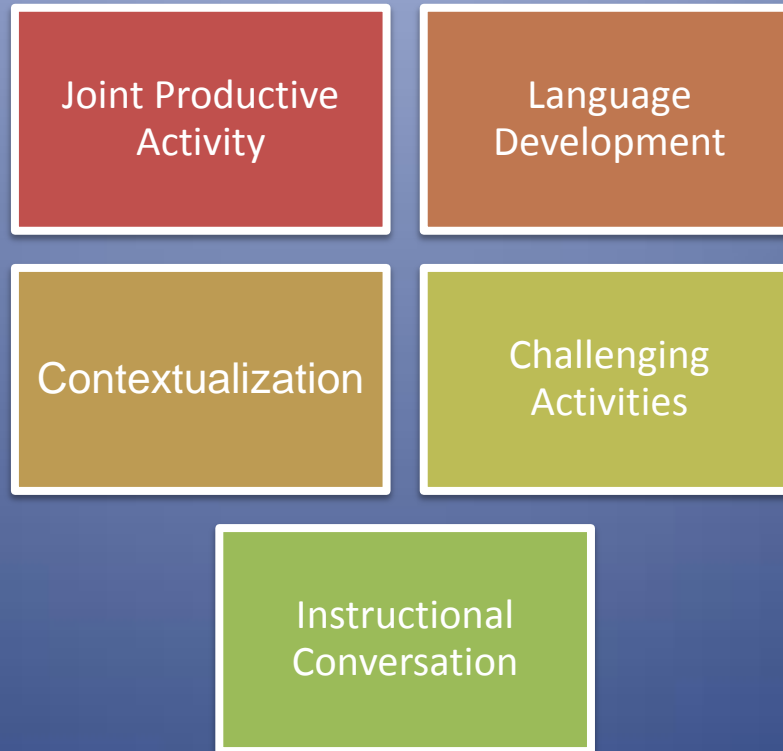 Joint Productive
Activity
Language
Development
Contextualization
Challenging
Activities
Instructional
Conversation